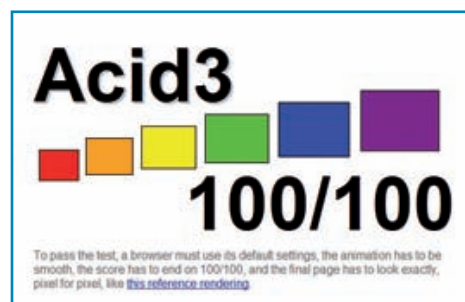 Acid3
100/100
To pass the test, a browser must use its default settings, the animation has to be
smooth, the score has to end on 100/100, and the final page has to look exactly,
pixel for pixel, like this reference rendering.